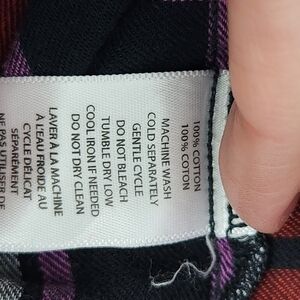 100% COTTON
100% COTON
MACHINE WASH
COLD SEPARATELY
GENTLE CYCLE
DO NOT BLEACH
TUMBLE DRY LOW
COOL IRON IF NEEDED
DO NOT DRY CLEAN
LAVER À LA MACHINE
À L'EAU FROIDE AU
CYCLE DÉLICAT
SÉPARÉMENT
NE PAS UTILISER DE